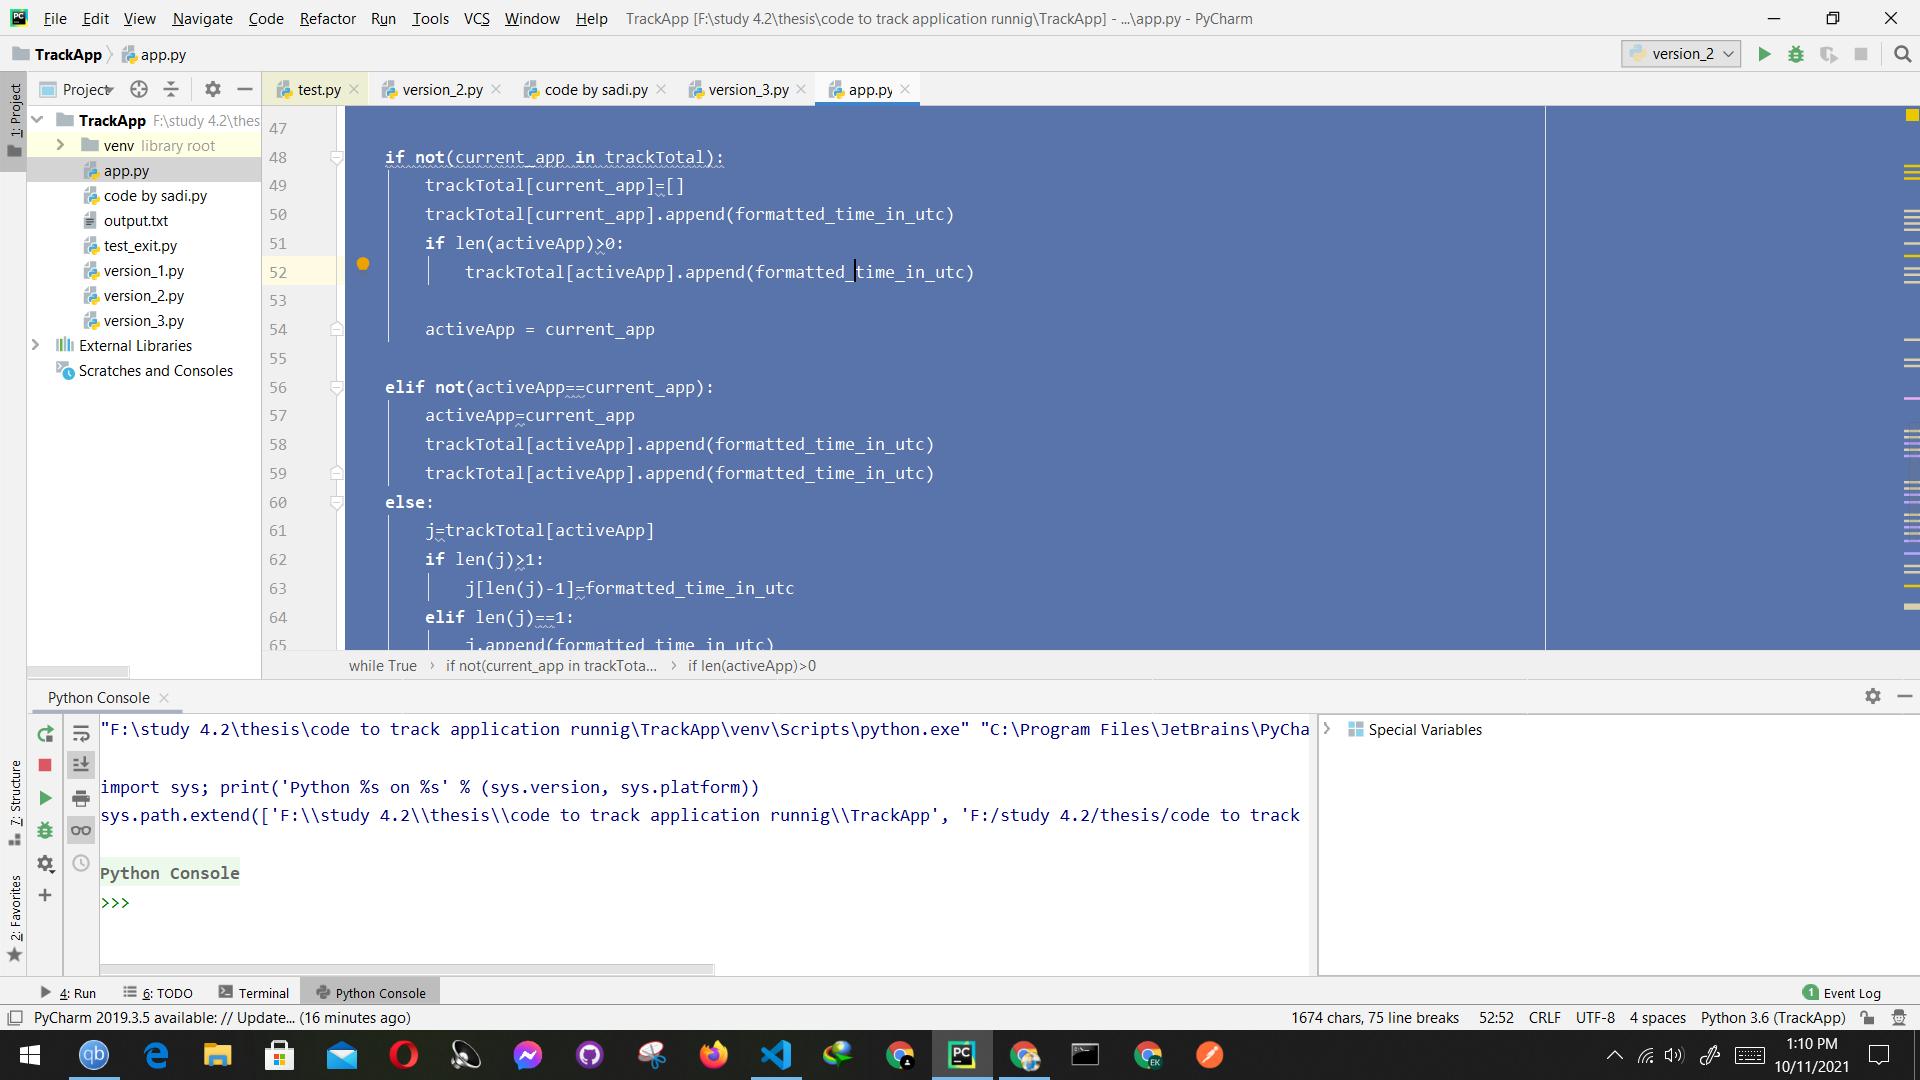 File Edit View Navigate Code Refactor Run Tools VCS Window Help TrackApp [F:\study 4.2\thesis\code to track application runnig\TrackApp] - ...\app.py - PyCharm
TrackApp app.py
version_2
1: Project
Project
test.py version_2.py code by sadi.py version_3.py app.py
TrackApp F:\study 4.2\thes
venv library root
app.py
code by sadi.py
output.txt
test_exit.py
version_1.py
version_2.py
version_3.py
External Libraries
Scratches and Consoles
47
48 if not(current_app in trackTotal):
49 trackTotal[current_app]=[]
50 trackTotal[current_app].append(formatted_time_in_utc)
51 if len(activeApp)>0:
52 trackTotal[activeApp].append(formatted_time_in_utc)
53
54 activeApp = current_app
55
56 elif not(activeApp==current_app):
57 activeApp=current_app
58 trackTotal[activeApp].append(formatted_time_in_utc)
59 trackTotal[activeApp].append(formatted_time_in_utc)
60 else:
61 j=trackTotal[activeApp]
62 if len(j)>1:
63 j[len(j)-1]=formatted_time_in_utc
64 elif len(j)==1:
65 j.append(formatted_time_in_utc)
while True if not(current_app in trackTota... if len(activeApp)>0
Python Console
"F:\study 4.2\thesis\code to track application runnig\TrackApp\venv\Scripts\python.exe" "C:\Program Files\JetBrains\PyCha
import sys; print('Python %s on %s' % (sys.version, sys.platform))
sys.path.extend(['F:\\study 4.2\\thesis\\code to track application runnig\\TrackApp', 'F:/study 4.2/thesis/code to track
Python Console
>>>
Special Variables
7: Structure
2: Favorites
4: Run 6: TODO Terminal Python Console 1 Event Log
PyCharm 2019.3.5 available: // Update... (16 minutes ago) 1674 chars, 75 line breaks 52:52 CRLF UTF-8 4 spaces Python 3.6 (TrackApp)
qb PC EK
1:10 PM
10/11/2021